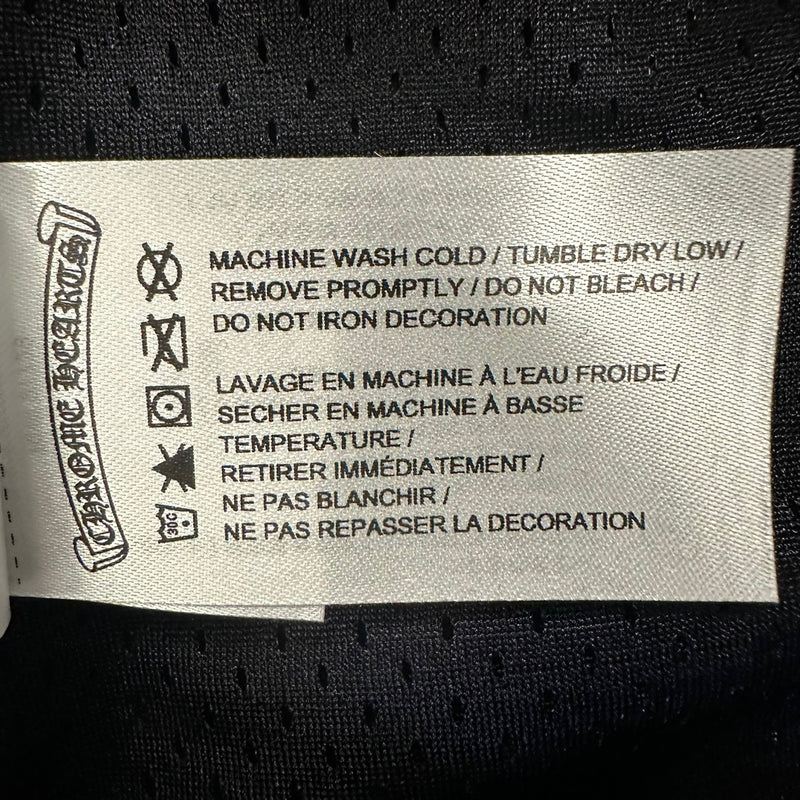 CHROME HEARTS
MACHINE WASH COLD / TUMBLE DRY LOW /
REMOVE PROMPTLY / DO NOT BLEACH /
DO NOT IRON DECORATION
LAVAGE EN MACHINE À L'EAU FROIDE /
SECHER EN MACHINE À BASSE
TEMPERATURE /
RETIRER IMMÉDIATEMENT /
NE PAS BLANCHIR /
NE PAS REPASSER LA DECORATION
30C